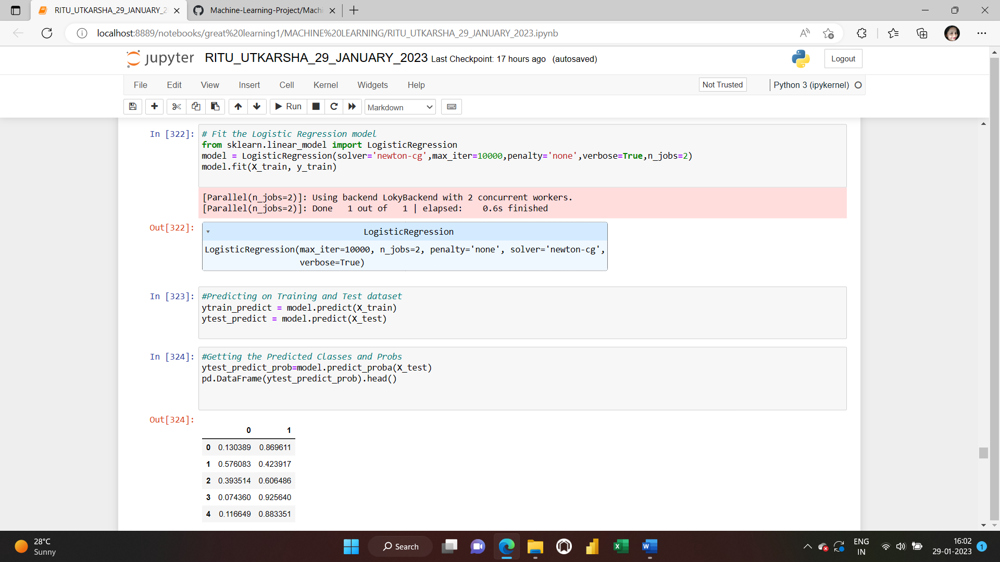 RITU_UTKARSHA_29_JANUARY_2
Machine-Learning-Project/Machi
localhost:8889/notebooks/great%20learning1/MACHINE%20LEARNING/RITU_UTKARSHA_29_JANUARY_2023.ipynb
jupyter RITU_UTKARSHA_29_JANUARY_2023 Last Checkpoint: 17 hours ago (autosaved)
Logout
File Edit View Insert Cell Kernel Widgets Help
Not Trusted
Python 3 (ipykernel)
Run
Markdown
In [322]: # Fit the Logistic Regression model
from sklearn.linear_model import LogisticRegression
model = LogisticRegression(solver='newton-cg',max_iter=10000,penalty='none',verbose=True,n_jobs=2)
model.fit(X_train, y_train)
[Parallel(n_jobs=2)]: Using backend LokyBackend with 2 concurrent workers.
[Parallel(n_jobs=2)]: Done 1 out of 1 | elapsed: 0.6s finished
Out[322]: LogisticRegression
LogisticRegression(max_iter=10000, n_jobs=2, penalty='none', solver='newton-cg',
verbose=True)
In [323]: #Predicting on Training and Test dataset
ytrain_predict = model.predict(X_train)
ytest_predict = model.predict(X_test)
In [324]: #Getting the Predicted Classes and Probs
ytest_predict_prob=model.predict_proba(X_test)
pd.DataFrame(ytest_predict_prob).head()
Out[324]:
0 1
0 0.130389 0.869611
1 0.576083 0.423917
2 0.393514 0.606486
3 0.074360 0.925640
4 0.116649 0.883351
28°C
Sunny
Search
ENG
IN
16:02
29-01-2023
1